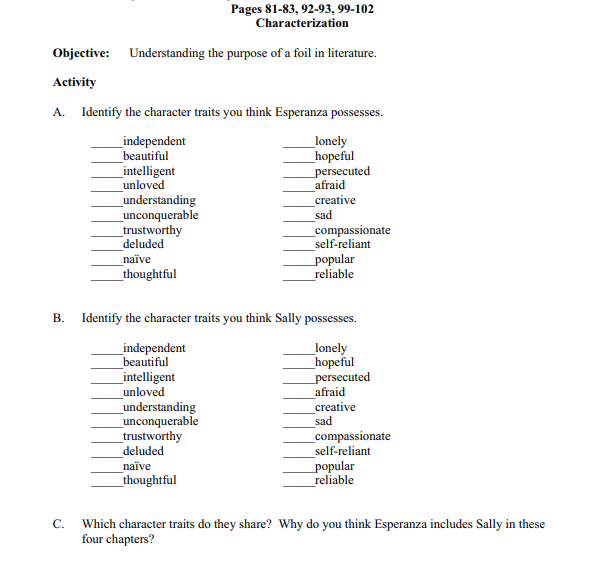 Pages 81-83, 92-93, 99-102
Characterization
Objective: Understanding the purpose of a foil in literature.
Activity
A. Identify the character traits you think Esperanza possesses.
_____independent _____lonely
_____beautiful _____hopeful
_____intelligent _____persecuted
_____unloved _____afraid
_____understanding _____creative
_____unconquerable _____sad
_____trustworthy _____compassionate
_____deluded _____self-reliant
_____naïve _____popular
_____thoughtful _____reliable
B. Identify the character traits you think Sally possesses.
_____independent _____lonely
_____beautiful _____hopeful
_____intelligent _____persecuted
_____unloved _____afraid
_____understanding _____creative
_____unconquerable _____sad
_____trustworthy _____compassionate
_____deluded _____self-reliant
_____naïve _____popular
_____thoughtful _____reliable
C. Which character traits do they share? Why do you think Esperanza includes Sally in these
four chapters?